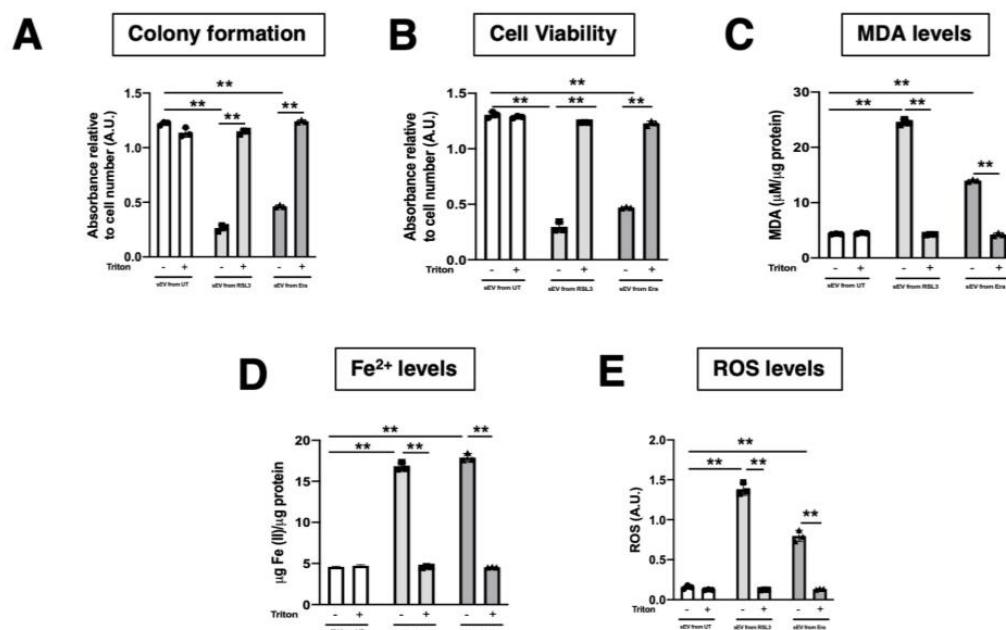 A
Colony formation
Absorbance relative
to cell number (A.U.)
1.5
1.0
0.5
0.0
**
**
**
**
Triton
- + - + - +
sEV from UT sEV from RSL3 sEV from Era
B
Cell Viability
Absorbance relative
to cell number (A.U.)
1.5
1.0
0.5
0.0
**
**
**
**
Triton
- + - + - +
sEV from UT sEV from RSL3 sEV from Era
C
MDA levels
MDA (μM/μg protein)
30
20
10
0
**
**
**
**
Triton
- + - + - +
sEV from UT sEV from RSL3 sEV from Era
D
Fe²⁺ levels
μg Fe (II)/μg protein
20
15
10
5
0
**
**
**
**
Triton
- + - + - +
E
ROS levels
ROS (A.U.)
2.0
1.5
1.0
0.5
0.0
**
**
**
**
Triton
- + - + - +
sEV from UT sEV from RSL3 sEV from Era